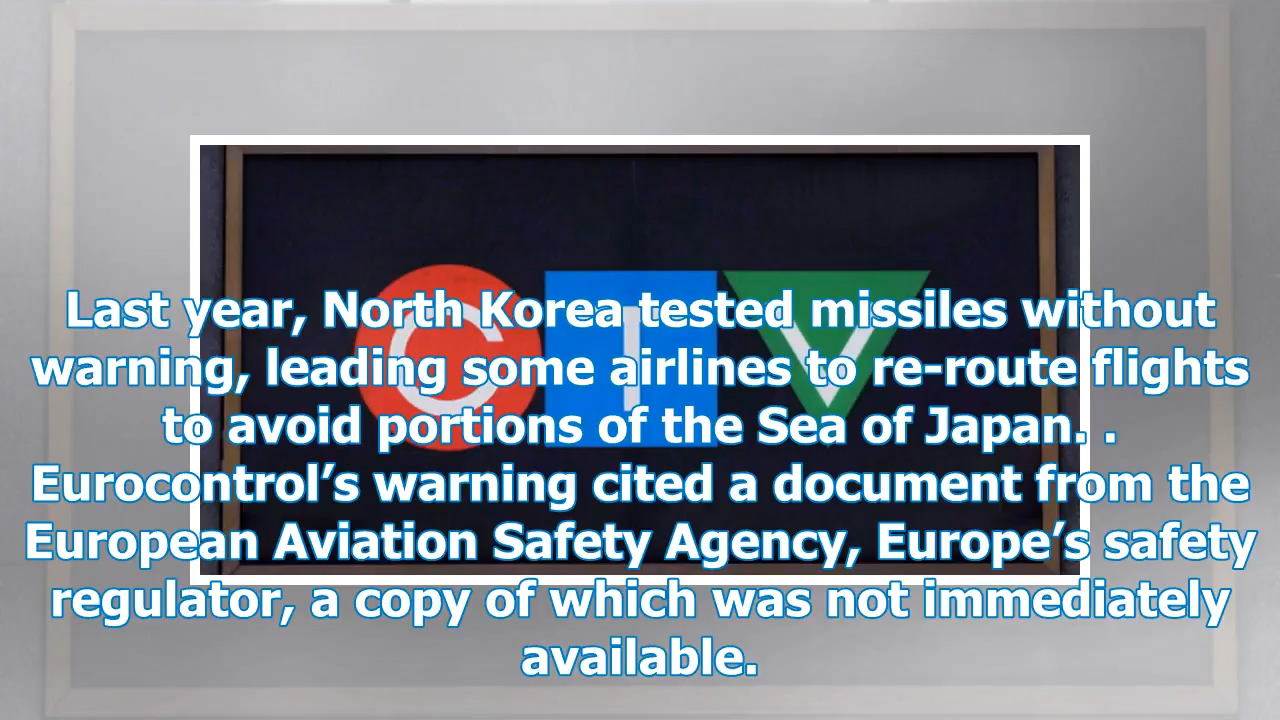 C T V
Last year, North Korea tested missiles without
warning, leading some airlines to re-route flights
to avoid portions of the Sea of Japan. .
Eurocontrol’s warning cited a document from the
European Aviation Safety Agency, Europe’s safety
regulator, a copy of which was not immediately
available.